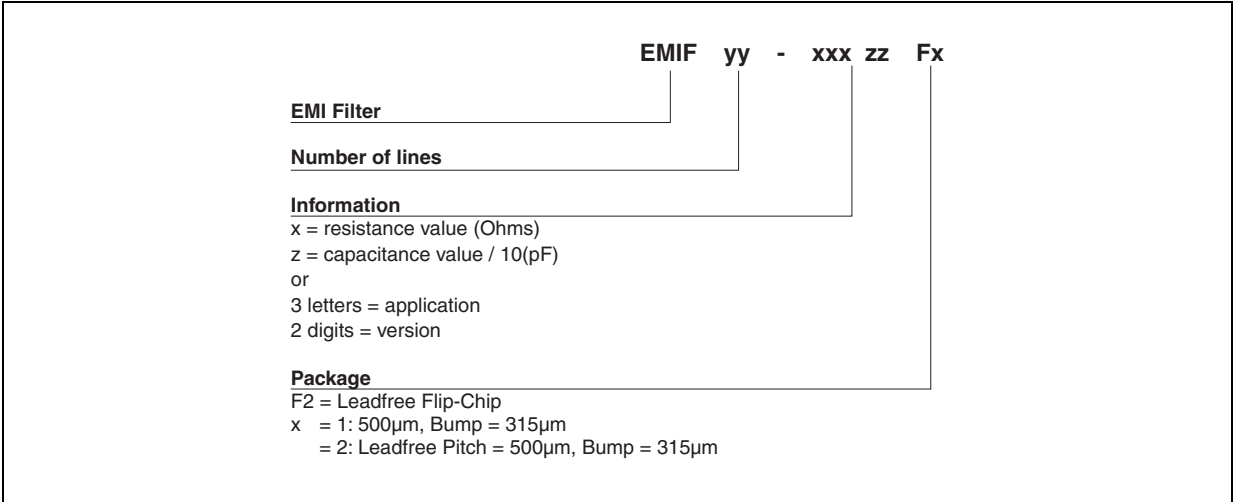 EMIF yy - xxx zz Fx
EMI Filter
Number of lines
Information
x = resistance value (Ohms)
z = capacitance value / 10(pF)
or
3 letters = application
2 digits = version
Package
F2 = Leadfree Flip-Chip
x = 1: 500µm, Bump = 315µm
= 2: Leadfree Pitch = 500µm, Bump = 315µm